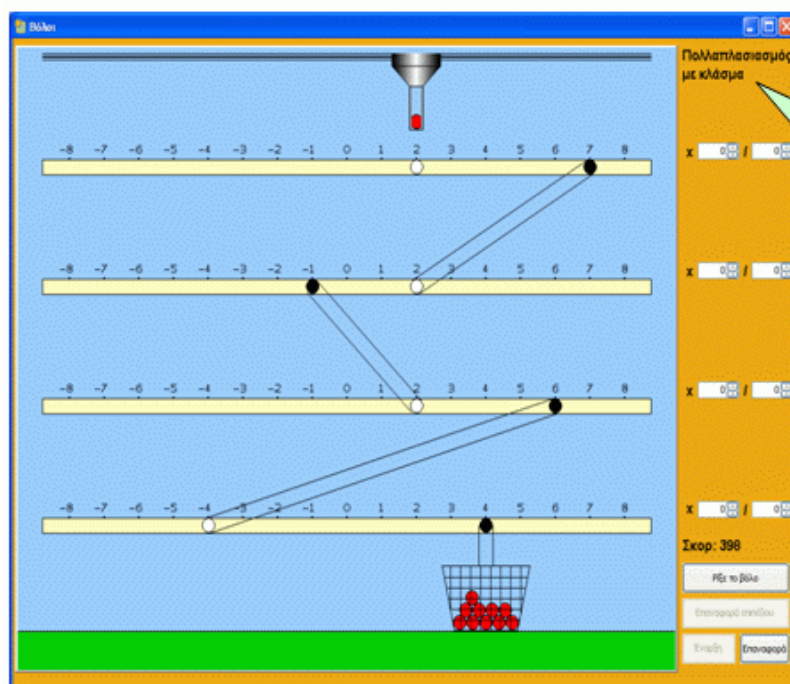 Βόλοι
Πολλαπλασιασμός
με κλάσμα
-8 -7 -6 -5 -4 -3 -2 -1 0 1 2 3 4 5 6 7 8
x 0 / 0
-8 -7 -6 -5 -4 -3 -2 -1 0 1 2 3 4 5 6 7 8
x 0 / 0
-8 -7 -6 -5 -4 -3 -2 -1 0 1 2 3 4 5 6 7 8
x 0 / 0
-8 -7 -6 -5 -4 -3 -2 -1 0 1 2 3 4 5 6 7 8
x 0 / 0
Σκορ: 398
Ρίξε το βόλο
Επαναφορά επιπέδου
Έναρξη
Επαναφορά